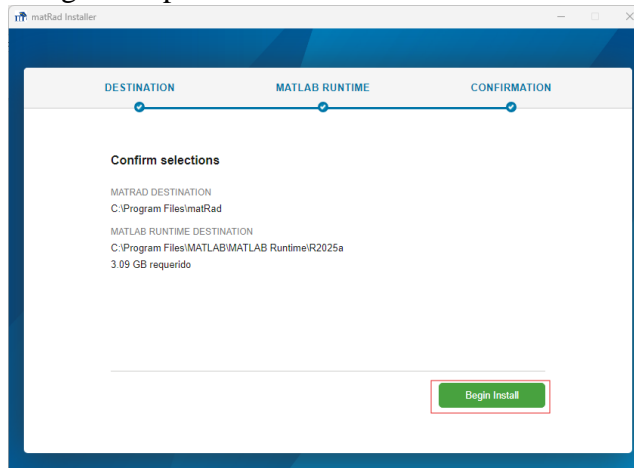 matRad Installer
DESTINATION MATLAB RUNTIME CONFIRMATION
Confirm selections
MATRAD DESTINATION
C:\Program Files\matRad
MATLAB RUNTIME DESTINATION
C:\Program Files\MATLAB\MATLAB Runtime\R2025a
3.09 GB requerido
Begin Install